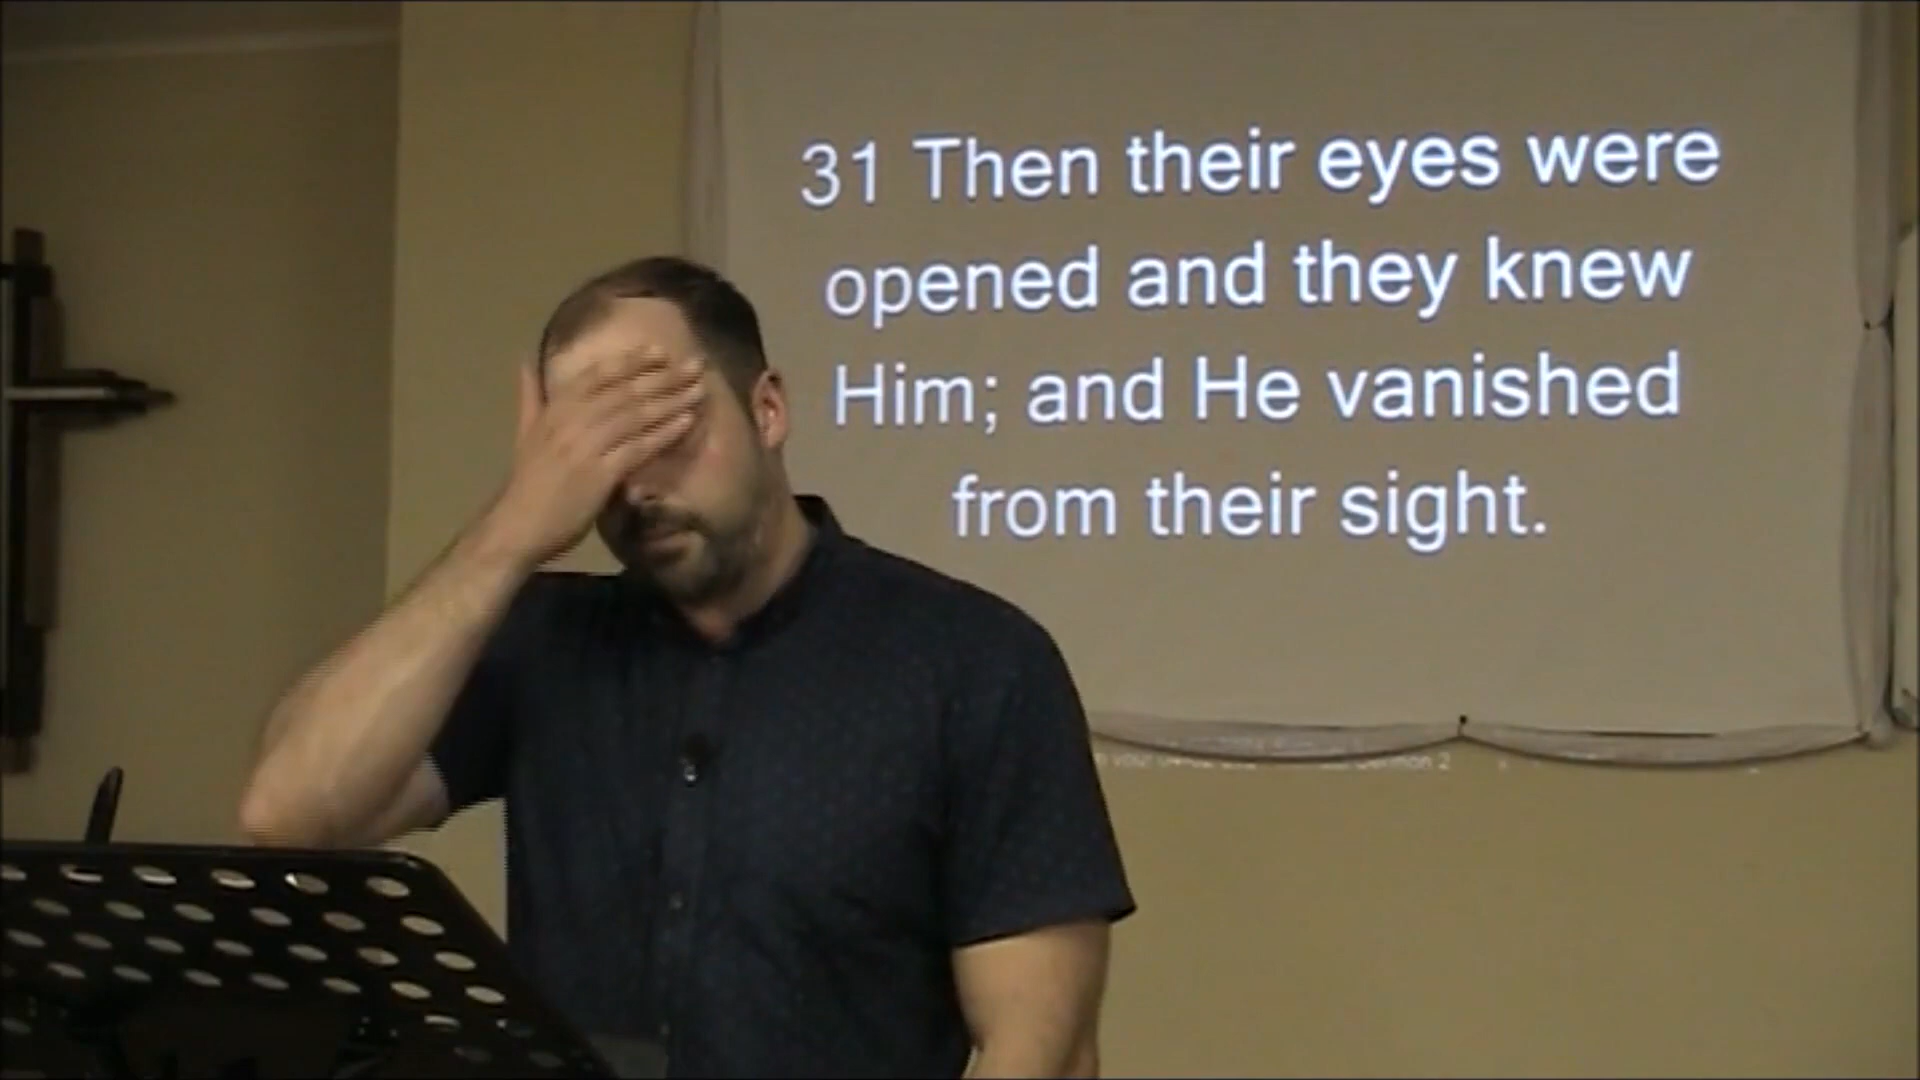 31 Then their eyes were
opened and they knew
Him; and He vanished
from their sight.